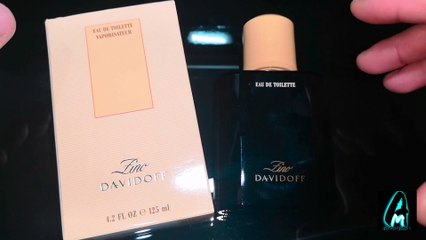 EAU DE TOILETTE
VAPORISATEUR
Zino
DAVIDOFF
4.2 FL OZ ℮ 125 ml
EAU DE TOILETTE
Zino
DAVIDOFF